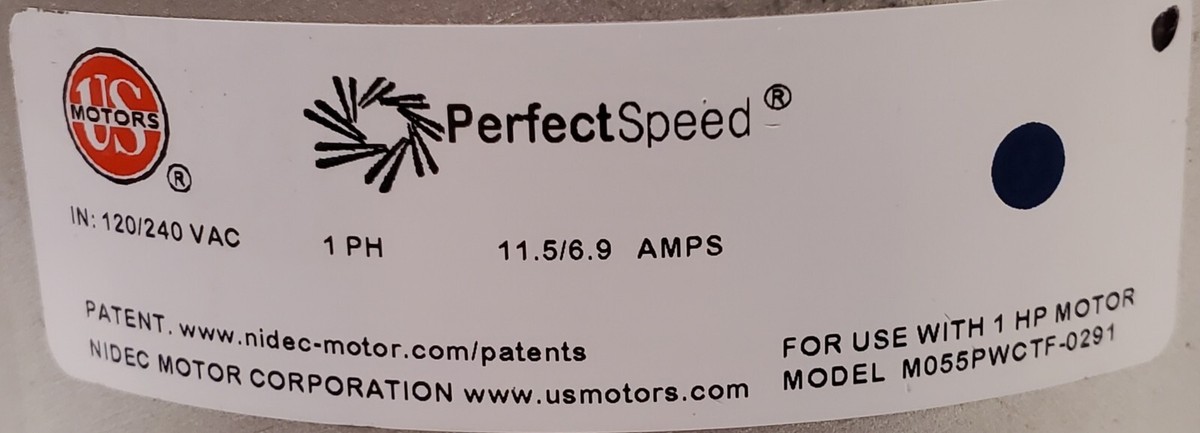 US
MOTORS
®
PerfectSpeed ®
IN: 120/240 VAC 1 PH 11.5/6.9 AMPS
PATENT. www.nidec-motor.com/patents
NIDEC MOTOR CORPORATION www.usmotors.com
FOR USE WITH 1 HP MOTOR
MODEL M055PWCTF-0291